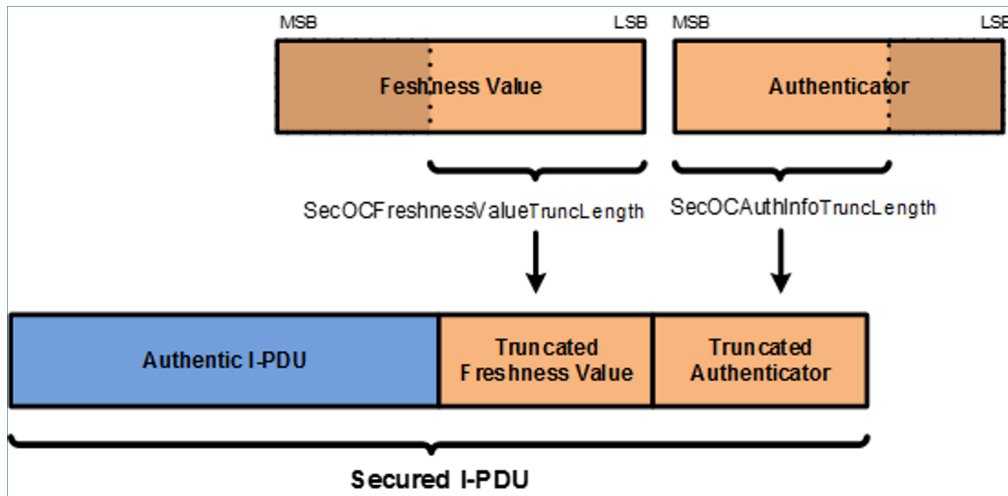 MSB LSB MSB LSB
Feshness Value Authenticator
SecOCFreshnessValueTruncLength SecOCAuthInfoTruncLength
Authentic I-PDU
Truncated
Freshness Value
Truncated
Authenticator
Secured I-PDU